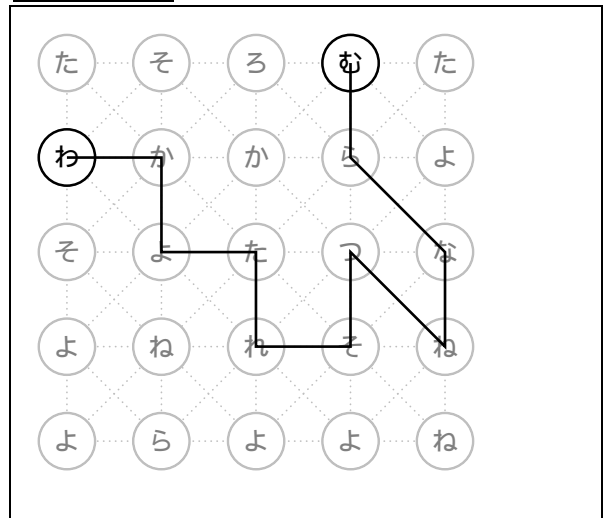 た そ ろ む た
わ か か ら よ
そ よ た つ な
よ ね れ そ ね
よ ら よ よ ね